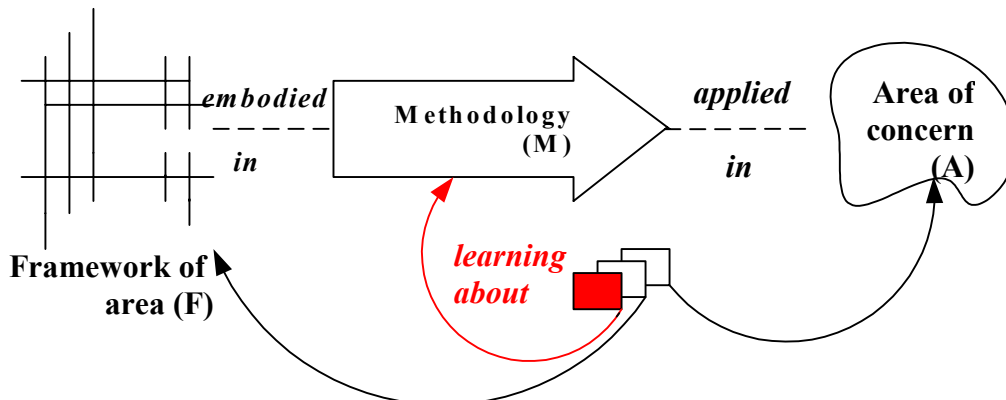 embodied
in
Methodology
(M)
applied
in
Area of
concern
(A)
Framework of
area (F)
learning
about